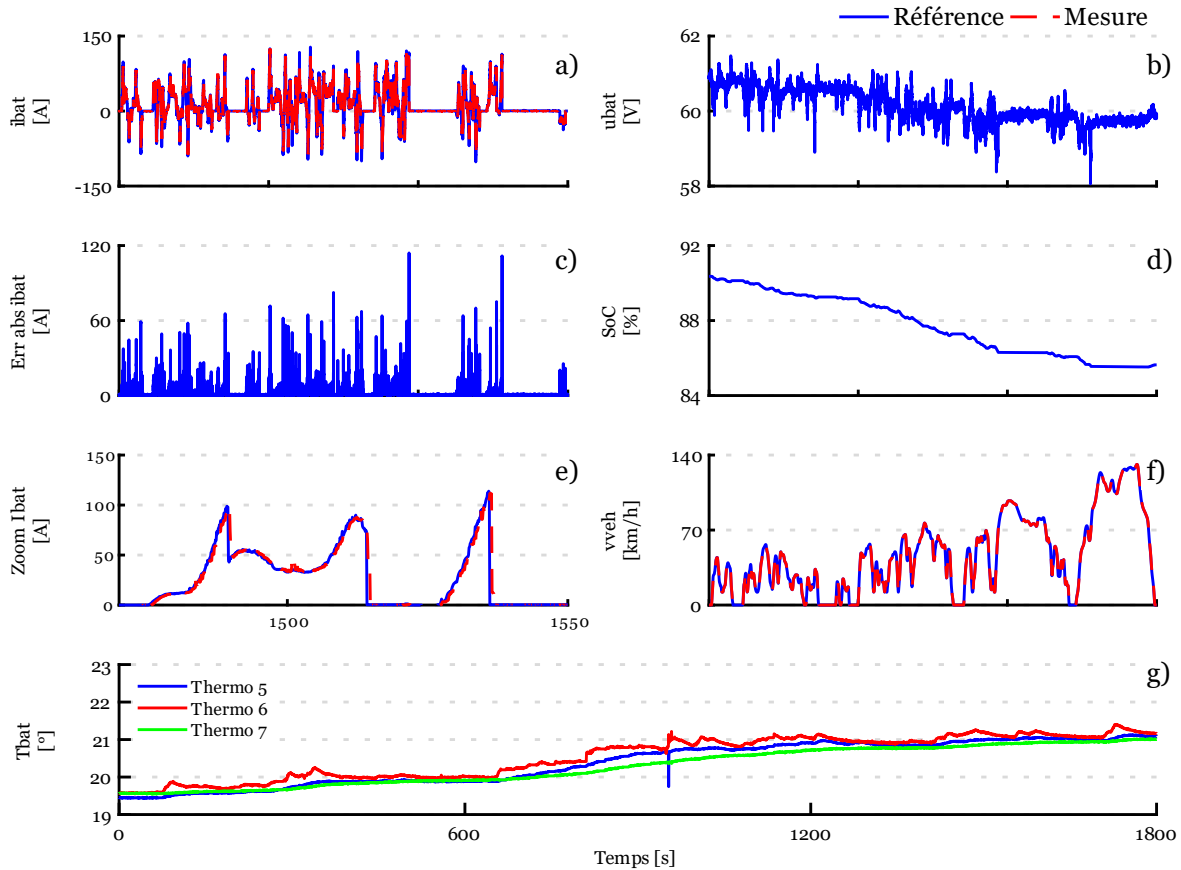 Référence Mesure
150
0
-150
ibat
[A]
a)
62
60
58
ubat
[V]
b)
120
60
0
Err abs ibat
[A]
c)
92
88
84
SoC
[%]
d)
150
100
50
0
Zoom Ibat
[A]
e)
1500
1550
140
70
0
vveh
[km/h]
f)
23
22
21
20
19
Tbat
[°]
g)
Thermo 5
Thermo 6
Thermo 7
0
600
1200
1800
Temps [s]